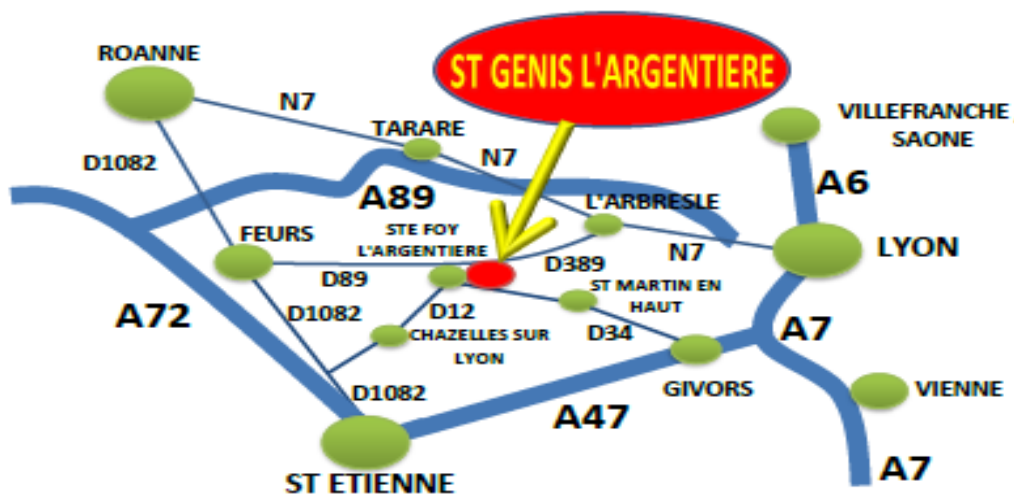 ROANNE
ST GENIS L'ARGENTIERE
N7
VILLEFRANCHE
SAONE
TARARE
D1082
N7
A6
A89
L'ARBRESLE
STE FOY
L'ARGENTIERE
FEURS
LYON
N7
D389
D89
ST MARTIN EN
HAUT
A72
D1082
D12
CHAZELLES SUR
LYON
D34
A7
D1082
GIVORS
VIENNE
A47
A7
ST ETIENNE